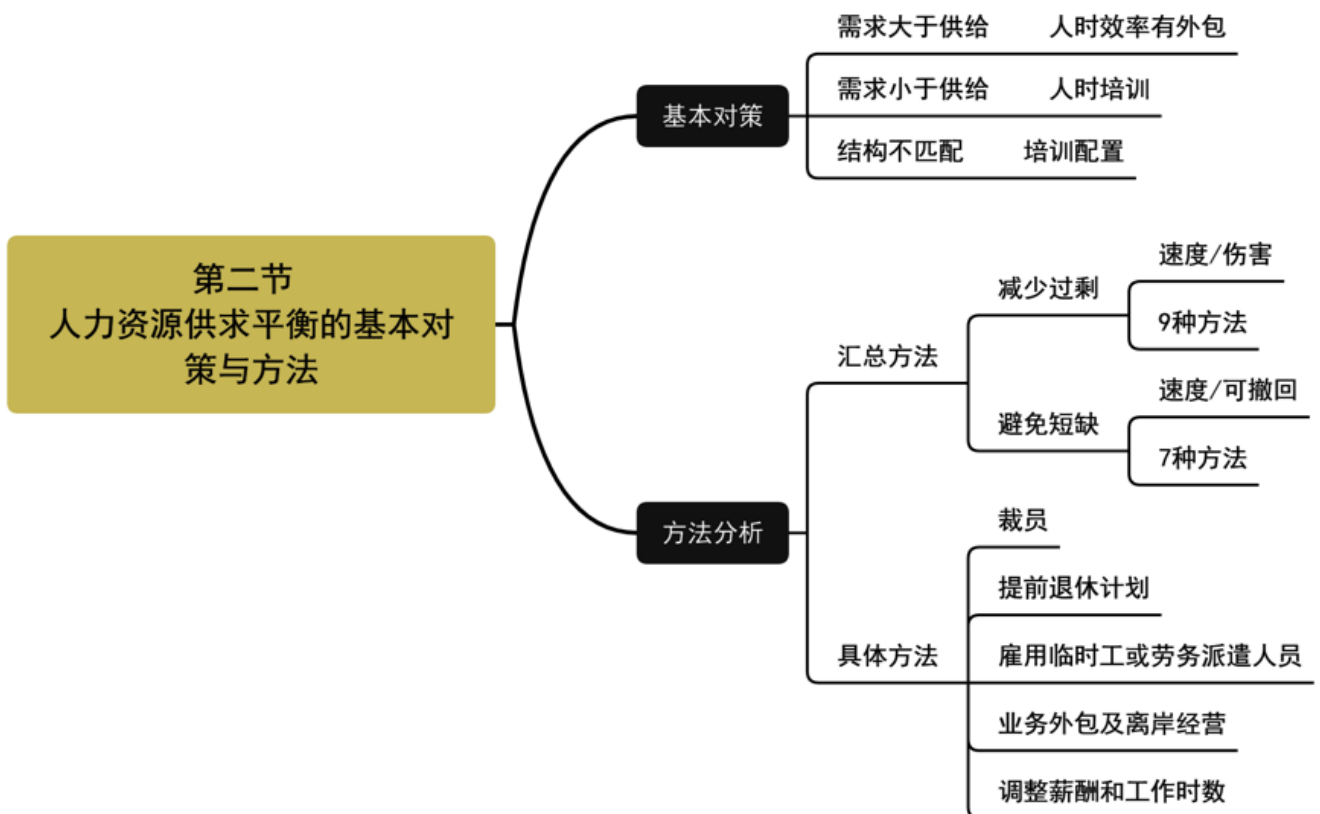 第二节
人力资源供求平衡的基本对
策与方法
基本对策
需求大于供给 人时效率有外包
需求小于供给 人时培训
结构不匹配 培训配置
方法分析
汇总方法
减少过剩
速度/伤害
9种方法
避免短缺
速度/可撤回
7种方法
具体方法
裁员
提前退休计划
雇用临时工或劳务派遣人员
业务外包及离岸经营
调整薪酬和工作时数